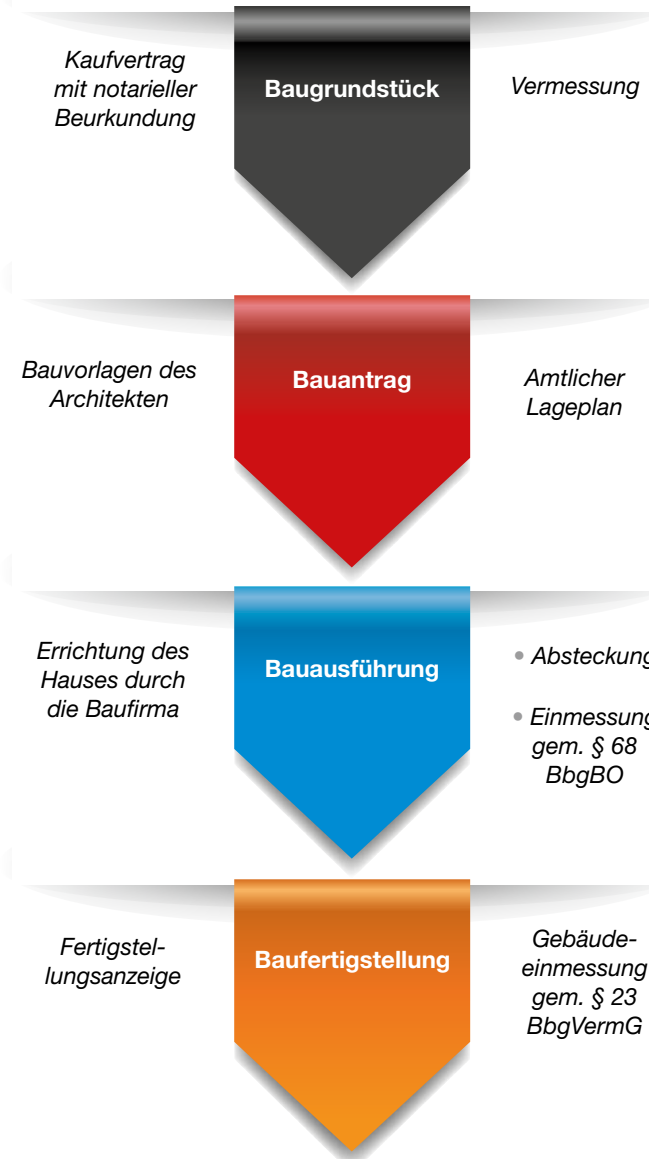 Kaufvertrag
mit notarieller
Beurkundung
Baugrundstück
Vermessung
Bauvorlagen des
Architekten
Bauantrag
Amtlicher
Lageplan
Errichtung des
Hauses durch
die Baufirma
Bauausführung
• Absteckung
• Einmessung
gem. § 68
BbgBO
Fertigstel-
lungsanzeige
Baufertigstellung
Gebäude-
einmessung
gem. § 23
BbgVermG